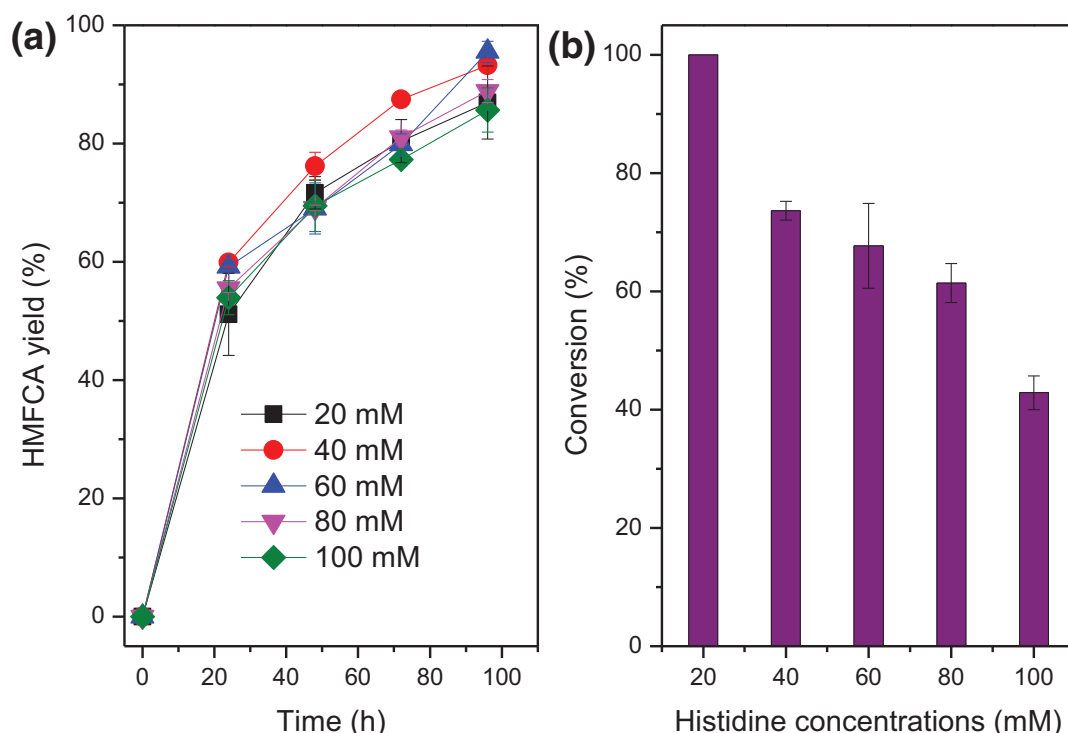 (a)
HMFCA yield (%)
100
80
60
40
20
0
20 mM
40 mM
60 mM
80 mM
100 mM
0 20 40 60 80 100
Time (h)
(b)
Conversion (%)
100
80
60
40
20
0
20 40 60 80 100
Histidine concentrations (mM)